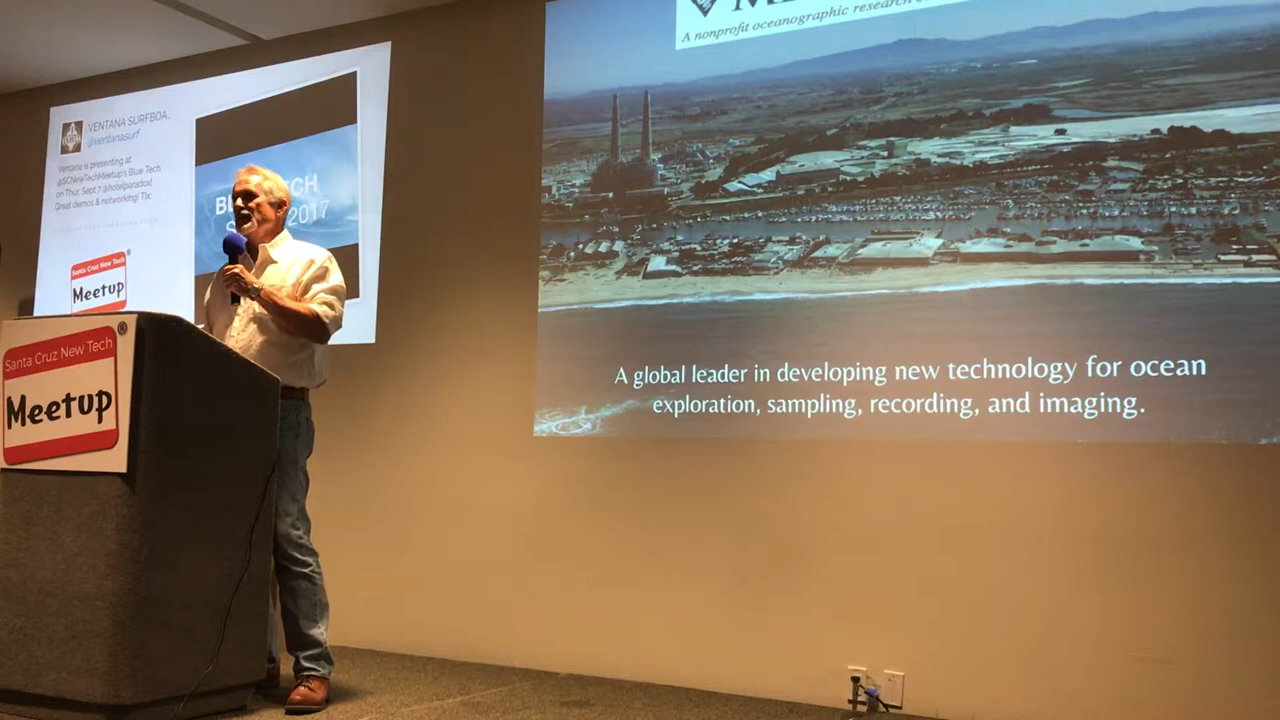 VENTANA SURFBOA.
@ventanasurf
Ventana is presenting at
@SCNewTechMeetup's Blue Tech
on Thur, Sept 7 @hotelparadox!
Great demos & networking! Tix:
2017
Santa Cruz New Tech
Meetup
Santa Cruz New Tech
Meetup
A nonprofit oceanographic research
A global leader in developing new technology for ocean
exploration, sampling, recording, and imaging.